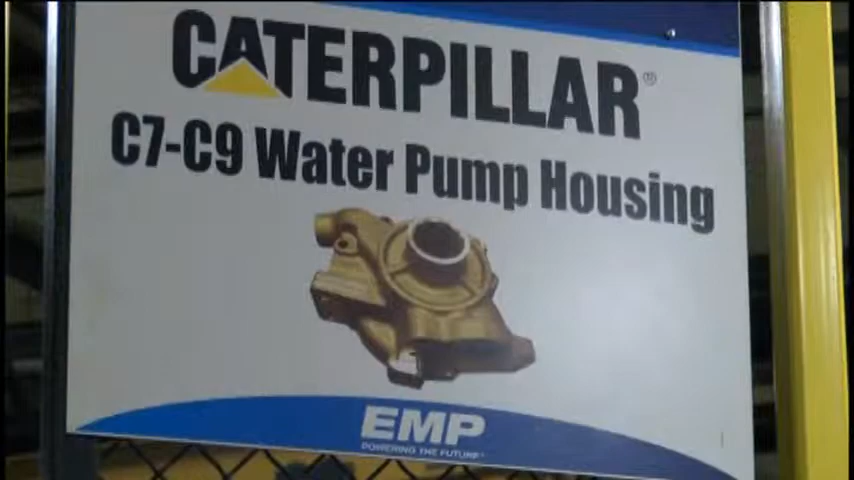 CATERPILLAR®
C7-C9 Water Pump Housing
EMP
POWERING THE FUTURE